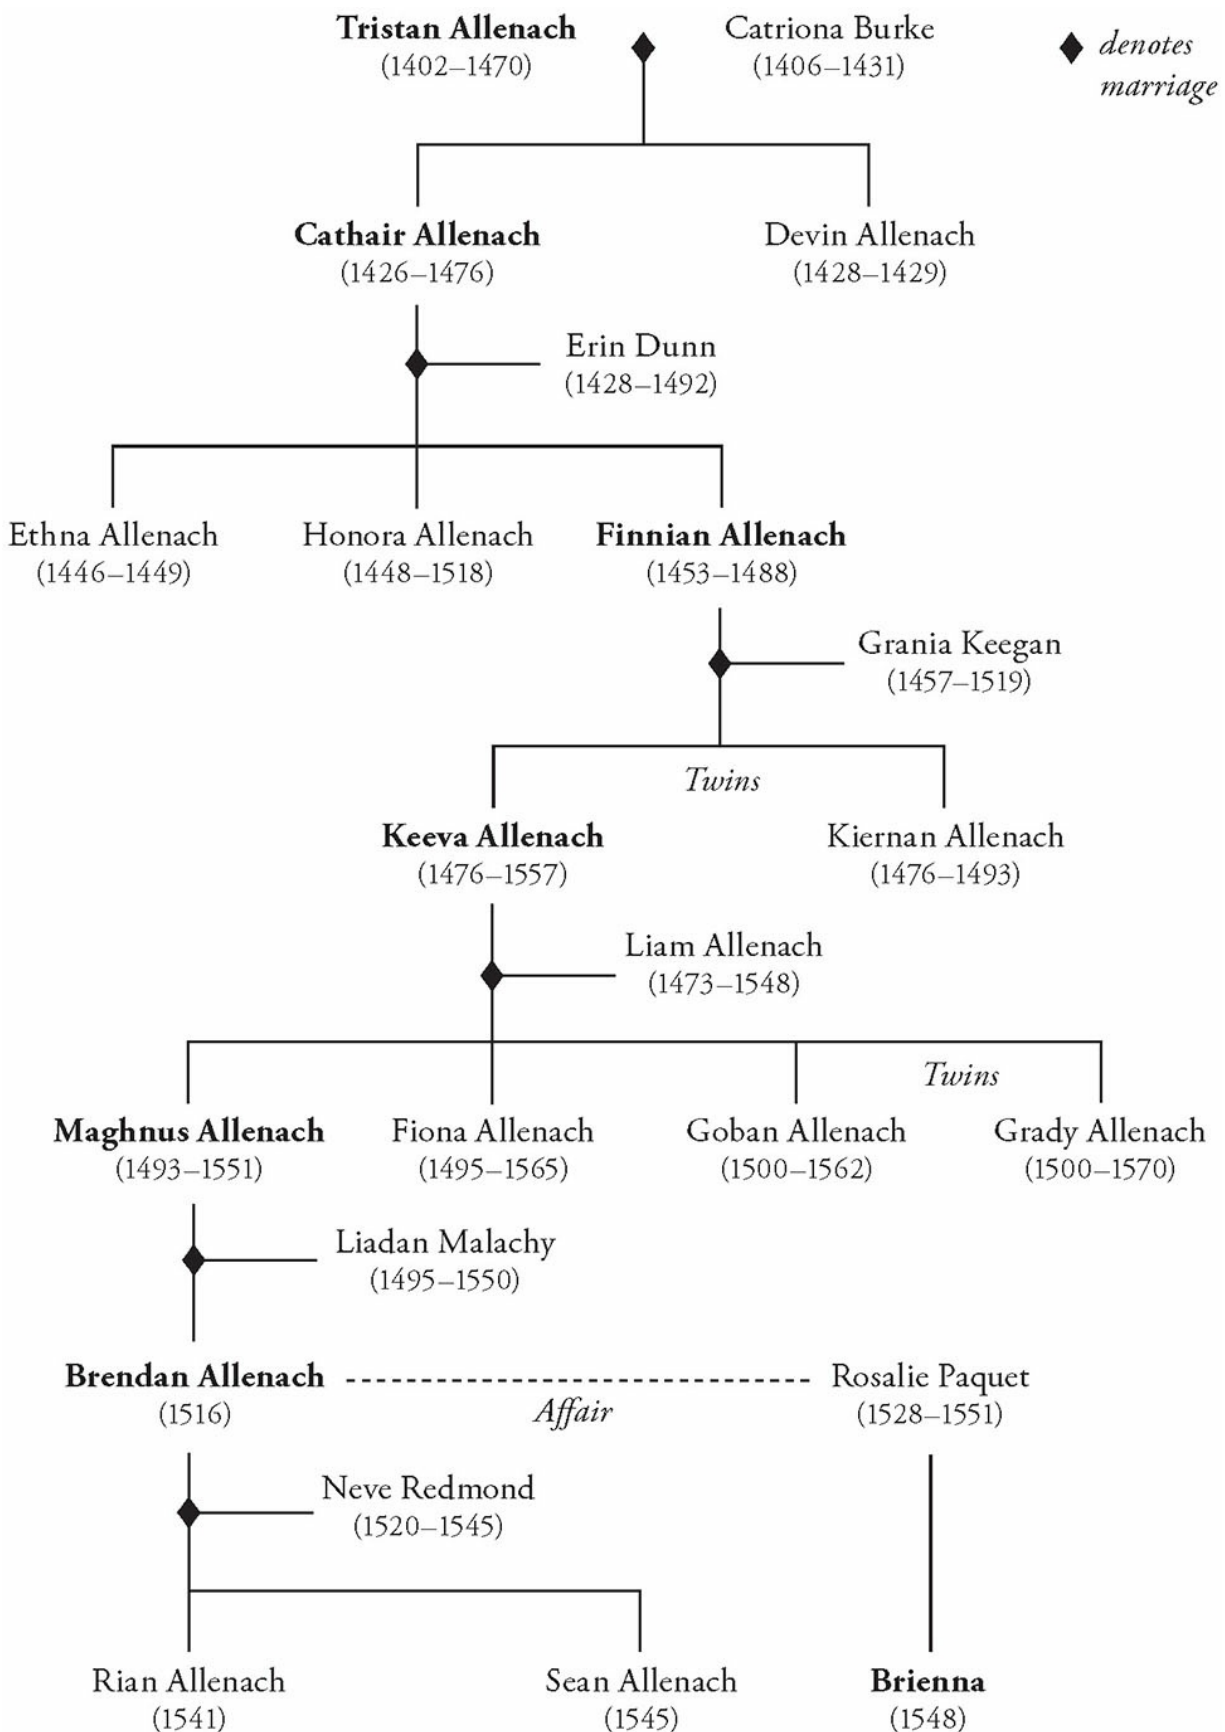 Tristan Allenach
(1402–1470)
Catriona Burke
(1406–1431)
denotes
marriage
Cathair Allenach
(1426–1476)
Devin Allenach
(1428–1429)
Erin Dunn
(1428–1492)
Ethna Allenach
(1446–1449)
Honora Allenach
(1448–1518)
Finnian Allenach
(1453–1488)
Grania Keegan
(1457–1519)
Twins
Keeva Allenach
(1476–1557)
Kiernan Allenach
(1476–1493)
Liam Allenach
(1473–1548)
Twins
Maghnus Allenach
(1493–1551)
Fiona Allenach
(1495–1565)
Goban Allenach
(1500–1562)
Grady Allenach
(1500–1570)
Liadan Malachy
(1495–1550)
Brendan Allenach
(1516)
Affair
Rosalie Paquet
(1528–1551)
Neve Redmond
(1520–1545)
Rian Allenach
(1541)
Sean Allenach
(1545)
Brienna
(1548)